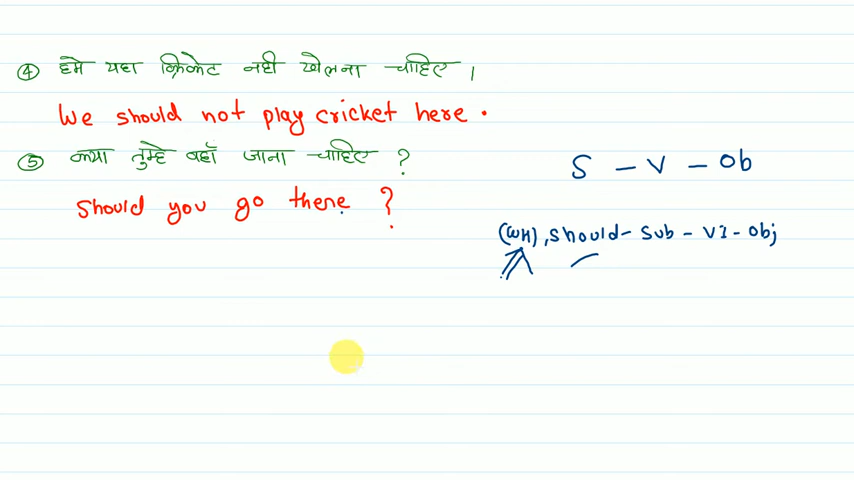 ④ हमे यहा क्रिकेट नही खेलना चाहिए ।
We should not play cricket here .
⑤ क्या तुम्हे वहाँ जाना चाहिए ?
Should you go there ?
S - V - Ob
(WH), should - Sub - V1 - Obj